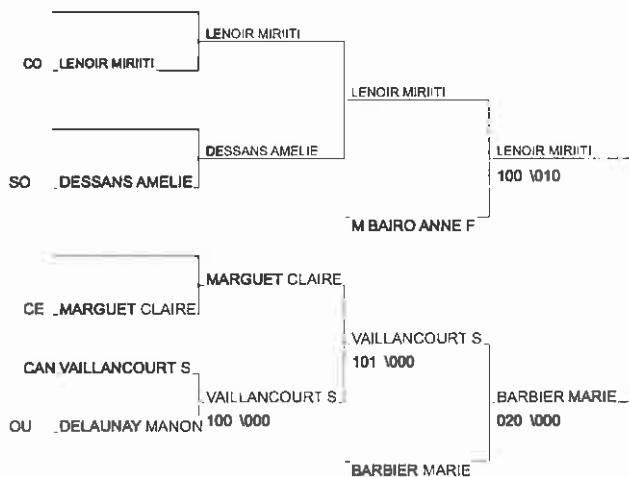 LENOIR MIRIITI
CO LENOIR MIRIITI
LENOIR MIRIITI
DESSANS AMELIE
LENOIR MIRIITI
SO DESSANS AMELIE
100 \010
M BAIRO ANNE F
MARGUET CLAIRE
CE MARGUET CLAIRE
VAILLANCOURT S
101 \000
CAN VAILLANCOURT S
VAILLANCOURT S
BARBIER MARIE
OU DELAUNAY MANON
100 \000
020 \000
BARBIER MARIE